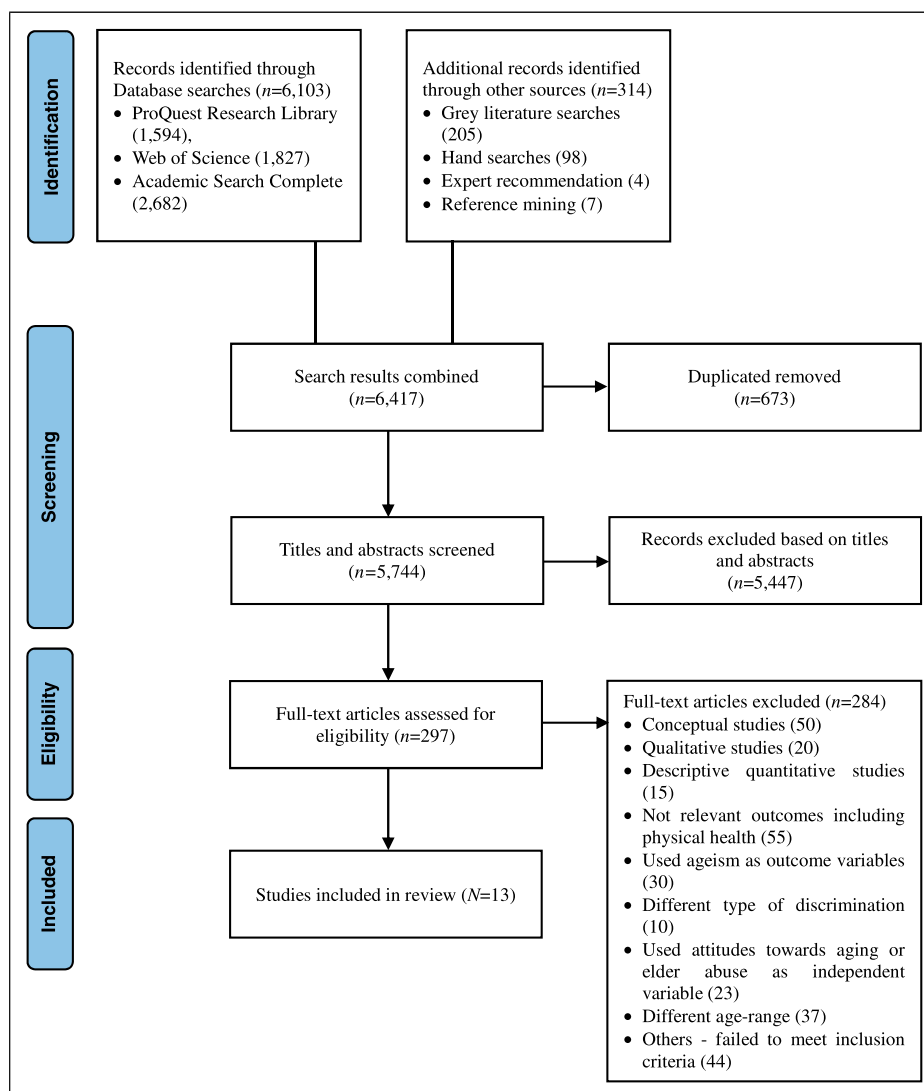 Identification
Records identified through
Database searches (n=6,103)
• ProQuest Research Library
(1,594),
• Web of Science (1,827)
• Academic Search Complete
(2,682)
Additional records identified
through other sources (n=314)
• Grey literature searches
(205)
• Hand searches (98)
• Expert recommendation (4)
• Reference mining (7)
Screening
Search results combined
(n=6,417)
Duplicated removed
(n=673)
Titles and abstracts screened
(n=5,744)
Records excluded based on titles
and abstracts
(n=5,447)
Eligibility
Full-text articles assessed for
eligibility (n=297)
Full-text articles excluded (n=284)
• Conceptual studies (50)
• Qualitative studies (20)
• Descriptive quantitative studies
(15)
• Not relevant outcomes including
physical health (55)
• Used ageism as outcome variables
(30)
• Different type of discrimination
(10)
• Used attitudes towards aging or
elder abuse as independent
variable (23)
• Different age-range (37)
• Others - failed to meet inclusion
criteria (44)
Included
Studies included in review (N=13)